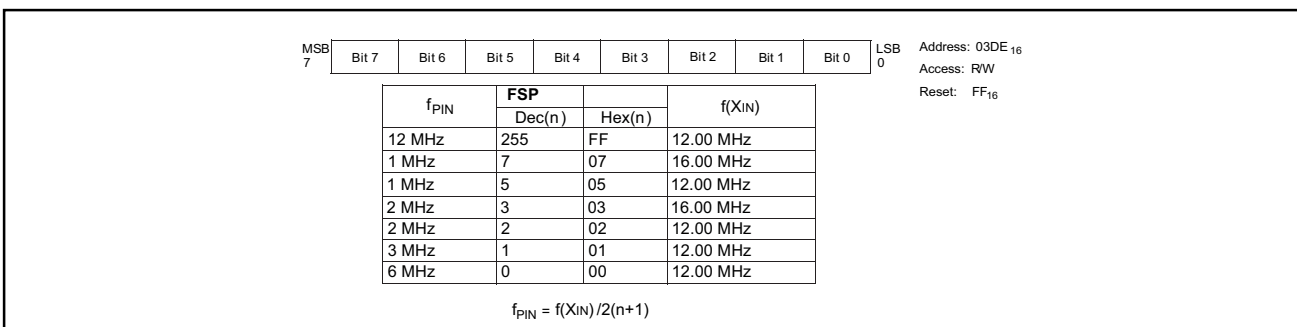 MSB 7 Bit 7 Bit 6 Bit 5 Bit 4 Bit 3 Bit 2 Bit 1 Bit 0 LSB 0
Address: 03DE16
Access: R/W
Reset: FF16
fPIN FSP f(XIN)
Dec(n) Hex(n)
12 MHz 255 FF 12.00 MHz
1 MHz 7 07 16.00 MHz
1 MHz 5 05 12.00 MHz
2 MHz 3 03 16.00 MHz
2 MHz 2 02 12.00 MHz
3 MHz 1 01 12.00 MHz
6 MHz 0 00 12.00 MHz
fPIN = f(XIN)/2(n+1)